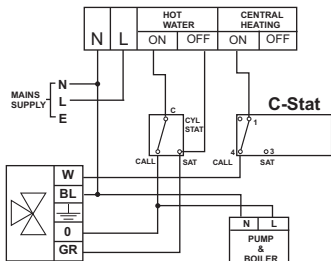 HOT WATER
CENTRAL HEATING
N L ON OFF ON OFF
MAINS SUPPLY
N
L
E
C
CYL STAT
CALL SAT
C-Stat
1
4 3
CALL SAT
W
BL
0
GR
N L
PUMP & BOILER